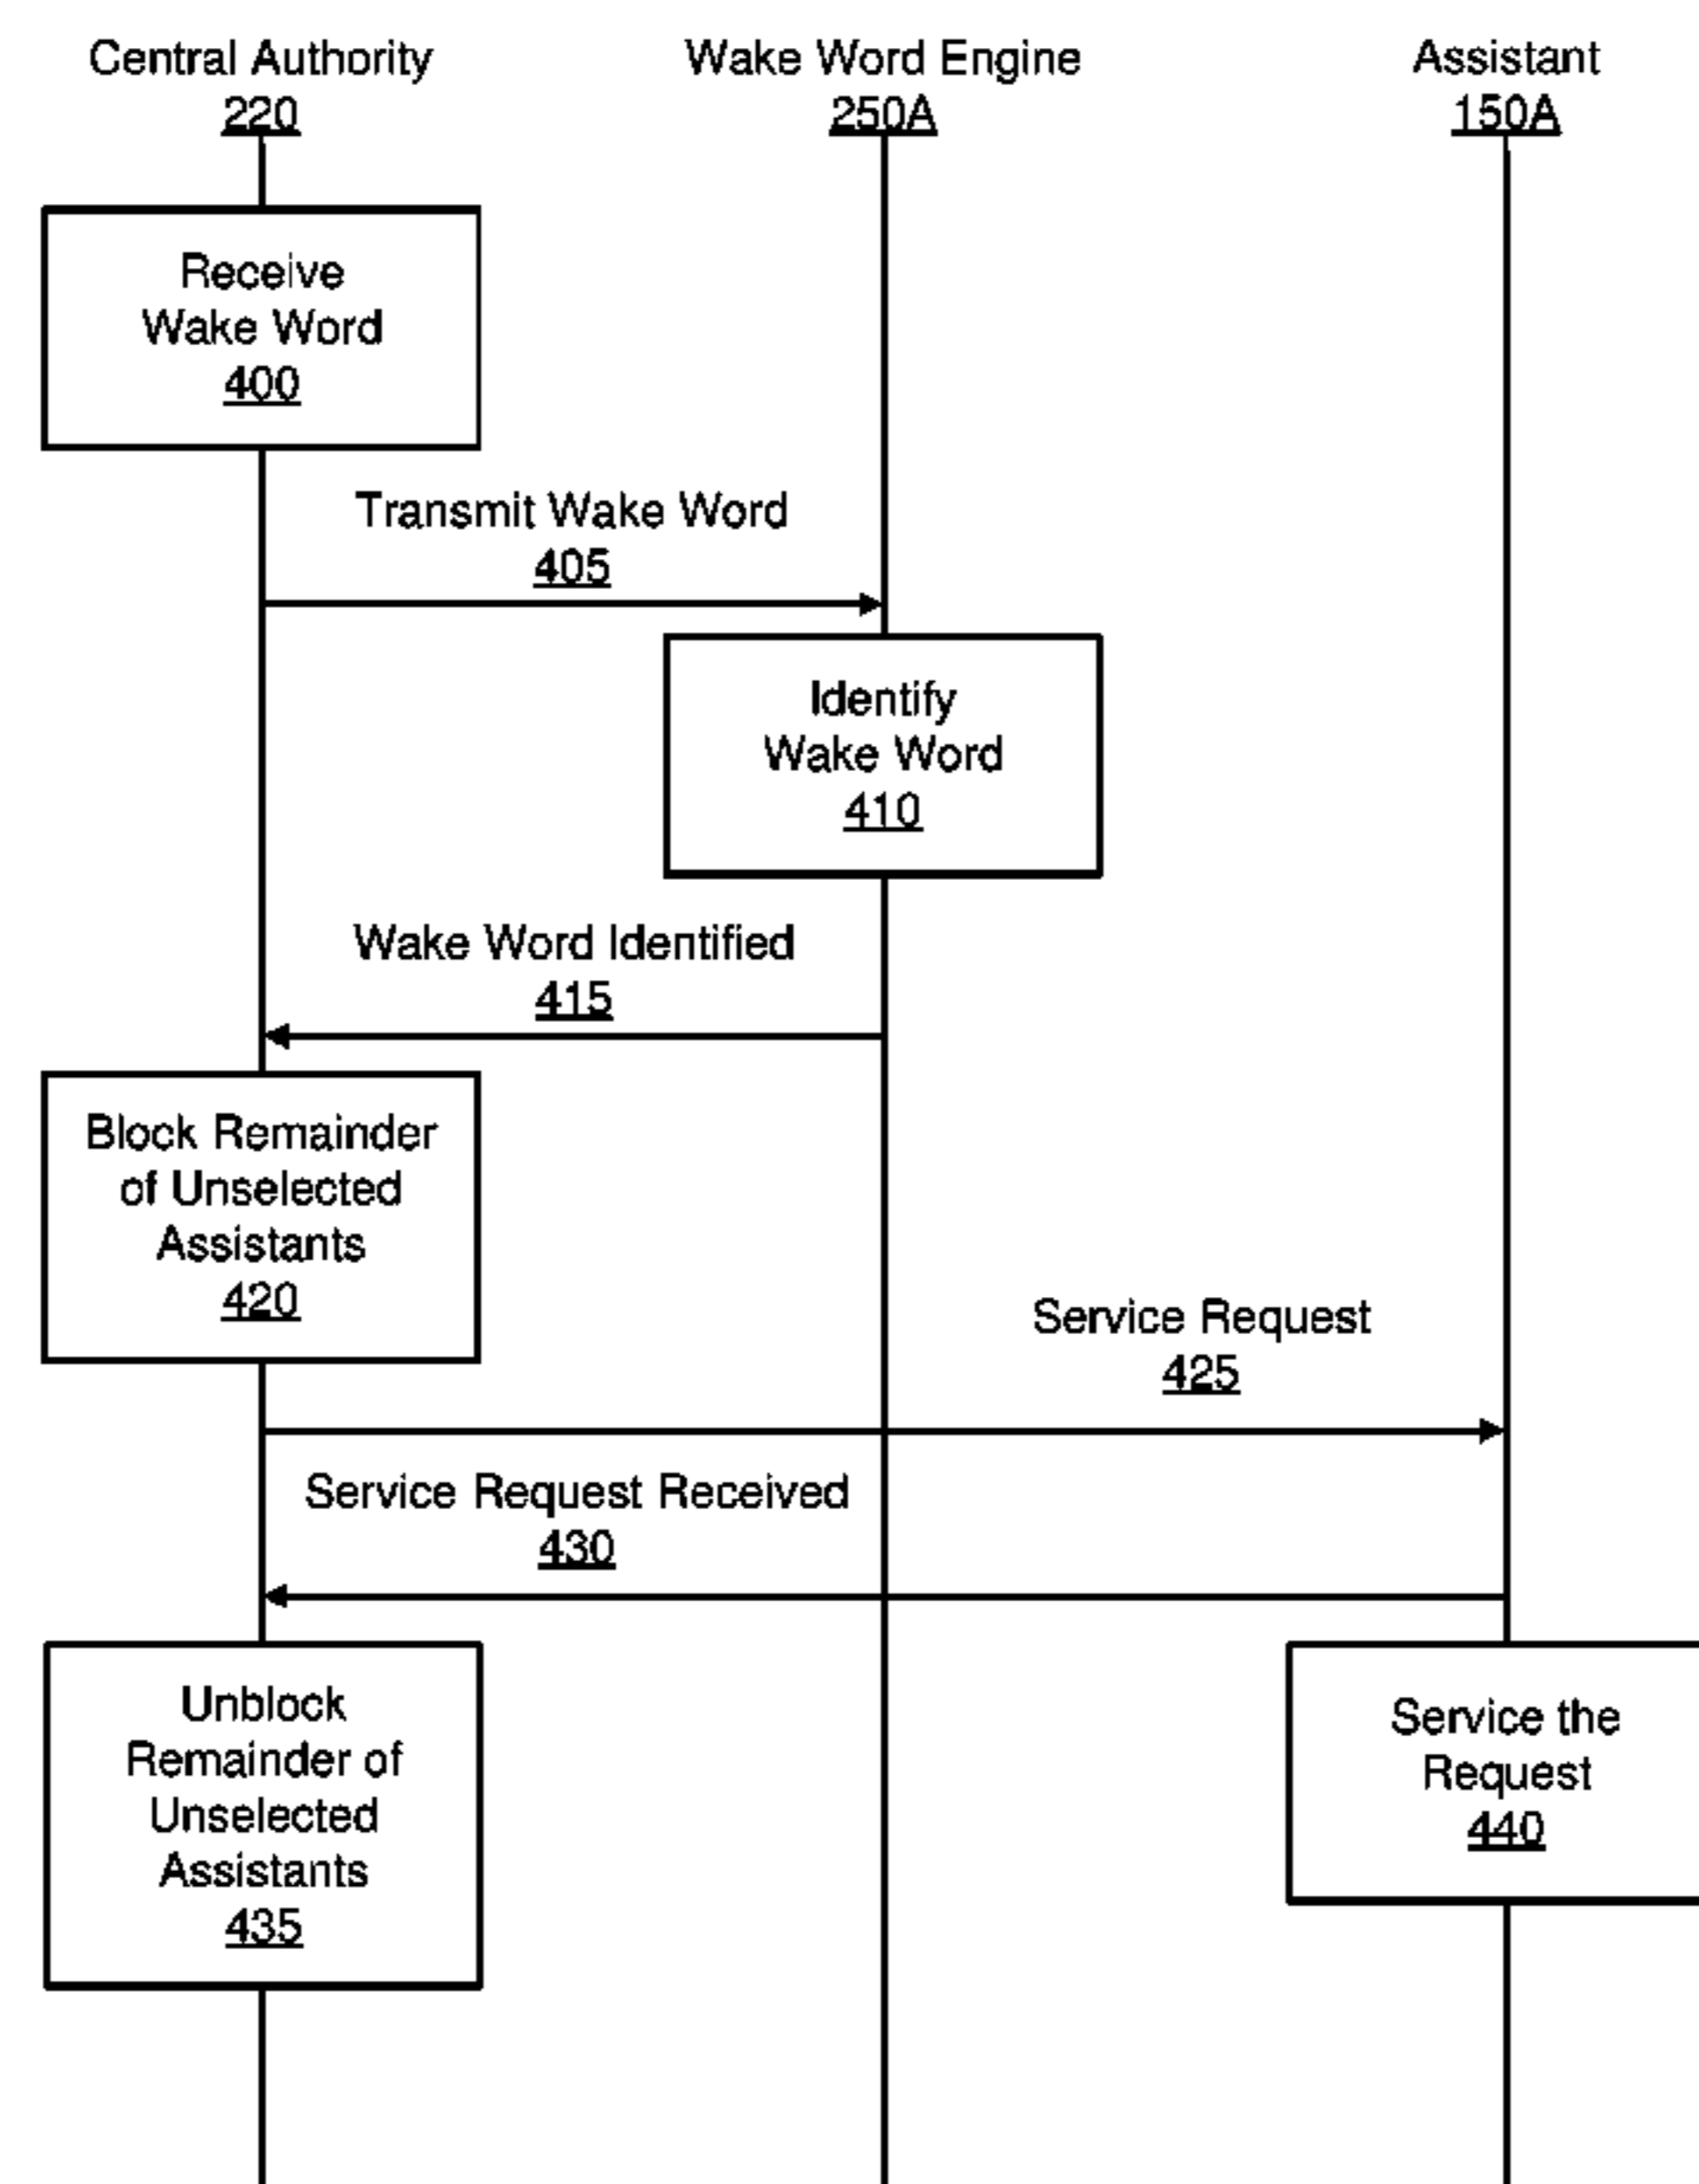 Central Authority
220
Wake Word Engine
250A
Assistant
150A
Receive
Wake Word
400
Transmit Wake Word
405
Identify
Wake Word
410
Wake Word Identified
415
Block Remainder
of Unselected
Assistants
420
Service Request
425
Service Request Received
430
Unblock
Remainder of
Unselected
Assistants
435
Service the
Request
440